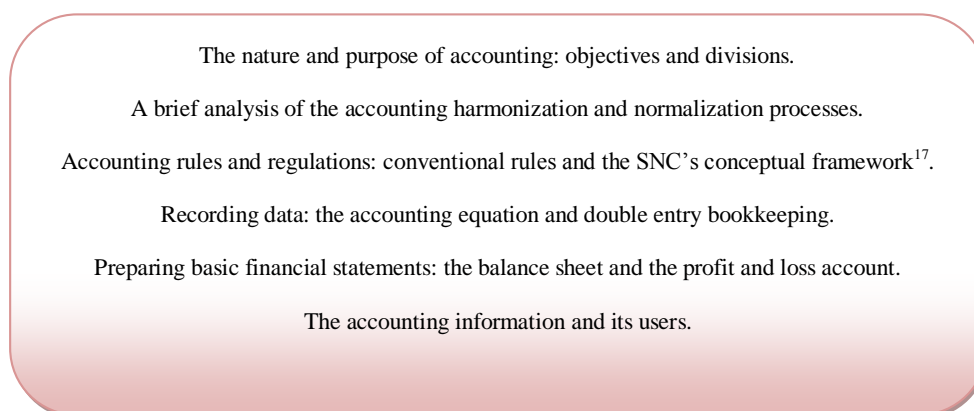 The nature and purpose of accounting: objectives and divisions.
A brief analysis of the accounting harmonization and normalization processes.
Accounting rules and regulations: conventional rules and the SNC’s conceptual framework17.
Recording data: the accounting equation and double entry bookkeeping.
Preparing basic financial statements: the balance sheet and the profit and loss account.
The accounting information and its users.